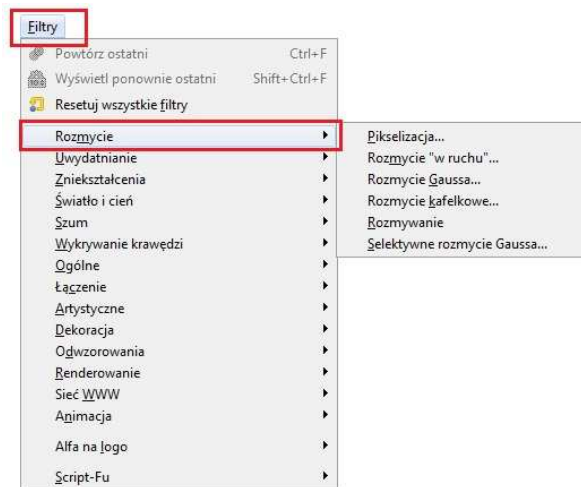 Filtry
Powtórz ostatni Ctrl+F
Wyświetl ponownie ostatni Shift+Ctrl+F
Resetuj wszystkie filtry
Rozmycie
Uwydatnianie
Zniekształcenia
Światło i cień
Szum
Wykrywanie krawędzi
Ogólne
Łączenie
Artystyczne
Dekoracja
Odwzorowania
Renderowanie
Sieć WWW
Animacja
Alfa na logo
Script-Fu
Pikselizacja...
Rozmycie "w ruchu"...
Rozmycie Gaussa...
Rozmycie kafelkowe...
Rozmywanie
Selektywne rozmycie Gaussa...